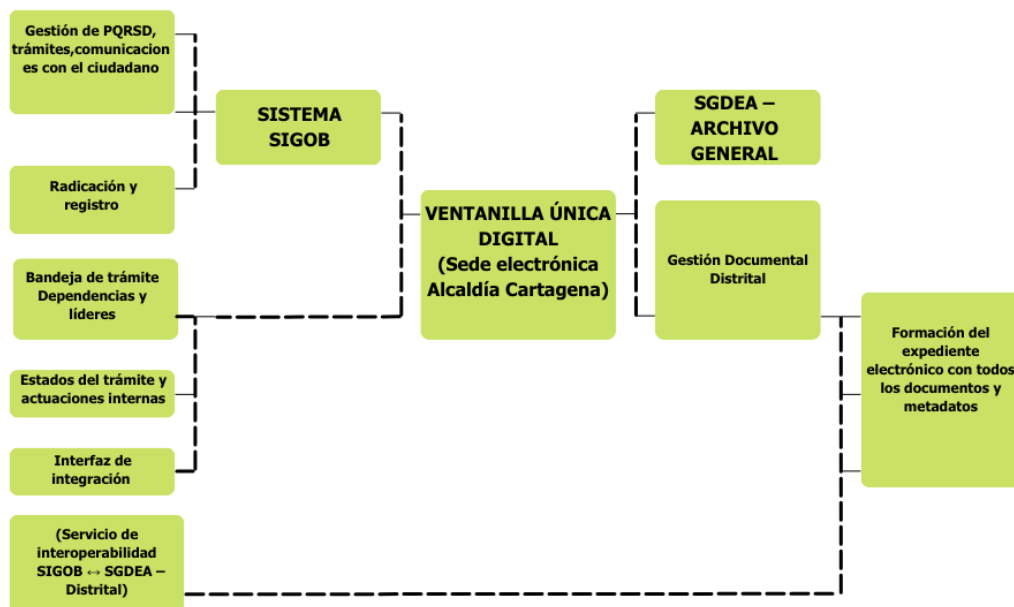 Gestión de PQRSD,
trámites,comunicacion
es con el ciudadano
SISTEMA
SIGOB
Radicación y
registro
Bandeja de trámite
Dependencias y
líderes
Estados del trámite y
actuaciones internas
Interfaz de
integración
(Servicio de
interoperabilidad
SIGOB ↔ SGDEA –
Distrital)
VENTANILLA ÚNICA
DIGITAL
(Sede electrónica
Alcaldía Cartagena)
SGDEA –
ARCHIVO
GENERAL
Gestión Documental
Distrital
Formación del
expediente
electrónico con todos
los documentos y
metadatos